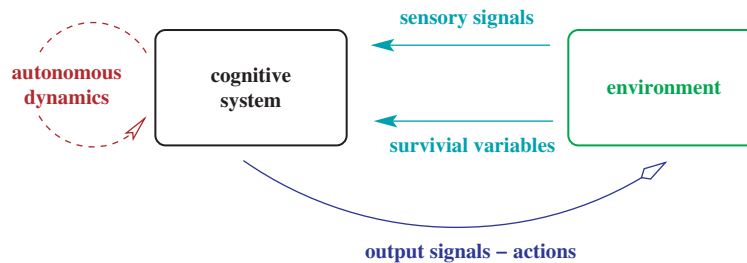 sensory signals
autonomous
dynamics
cognitive
system
environment
survivial variables
output signals – actions